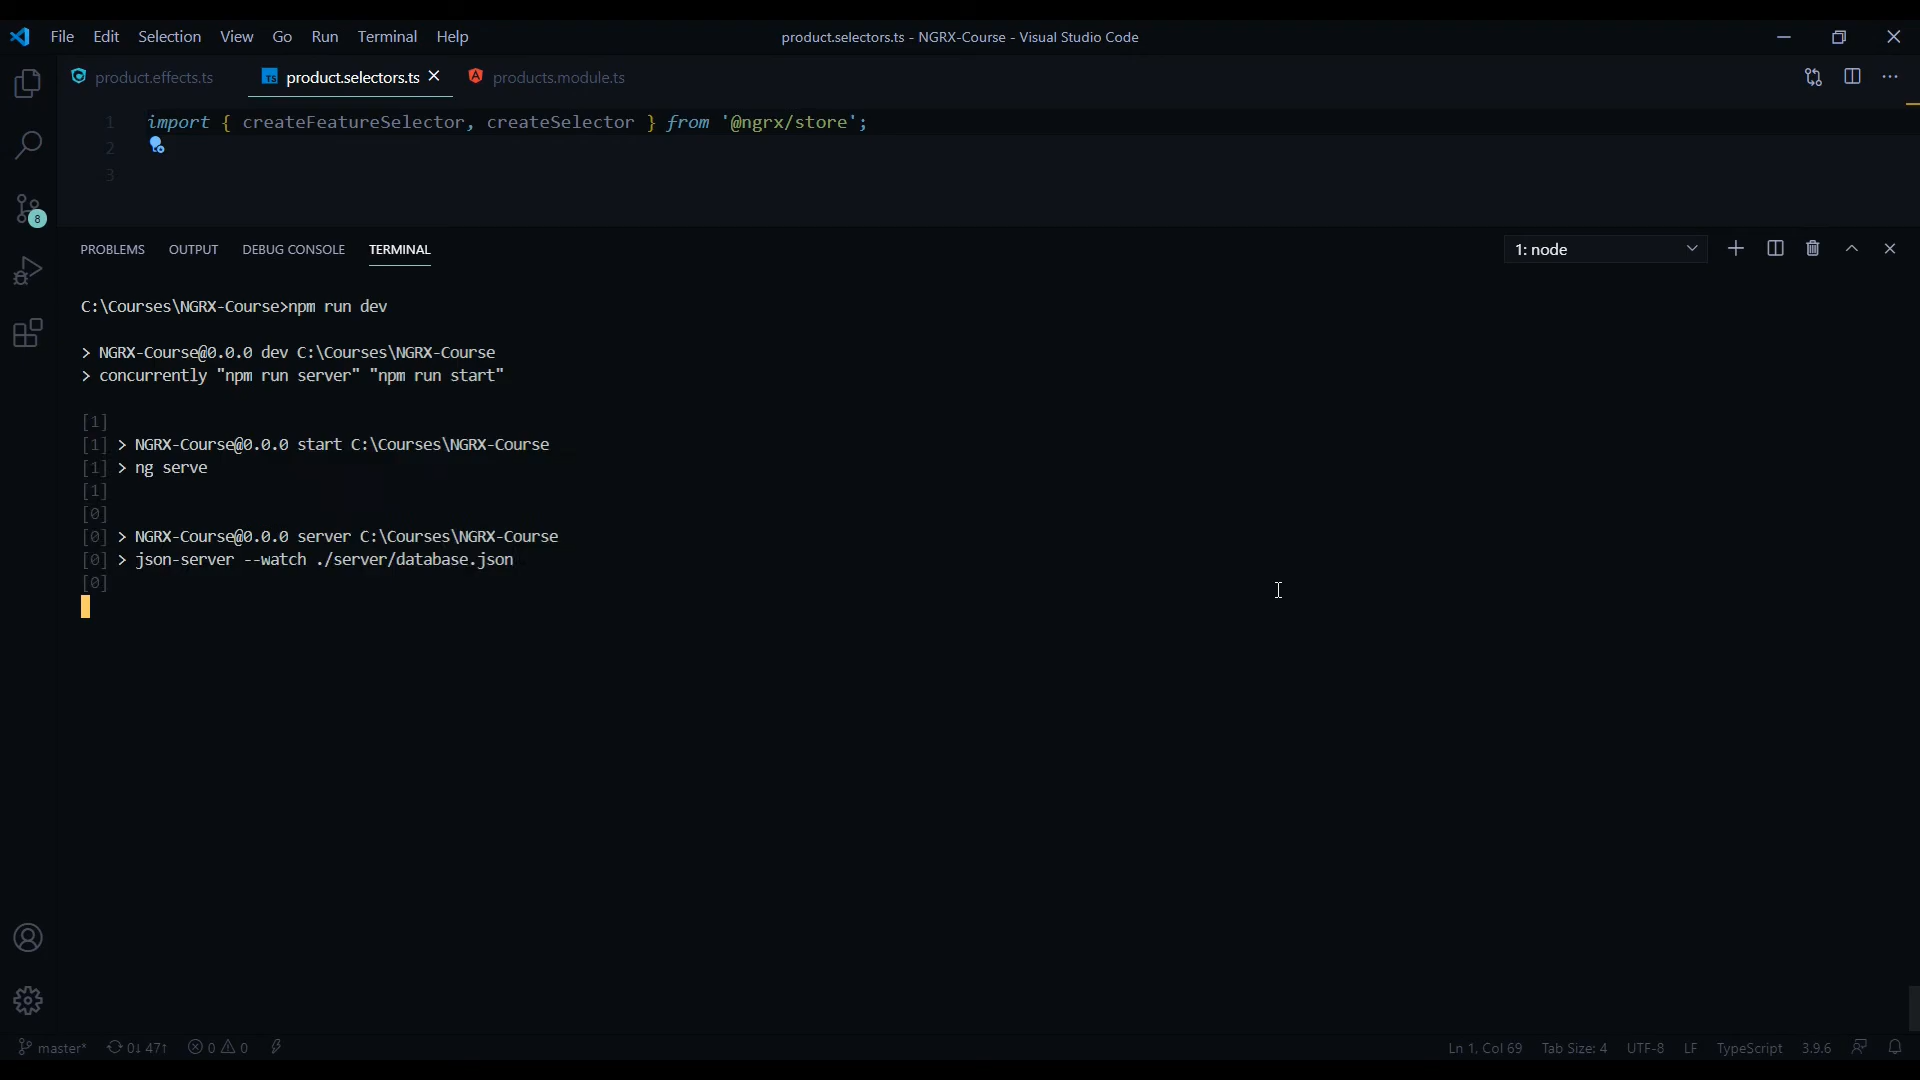 File Edit Selection View Go Run Terminal Help
product.selectors.ts - NGRX-Course - Visual Studio Code
product.effects.ts
product.selectors.ts
products.module.ts
1 import { createFeatureSelector, createSelector } from '@ngrx/store';
2
3
8
PROBLEMS OUTPUT DEBUG CONSOLE TERMINAL
1: node
C:\Courses\NGRX-Course>npm run dev
> NGRX-Course@0.0.0 dev C:\Courses\NGRX-Course
> concurrently "npm run server" "npm run start"
[1]
[1] > NGRX-Course@0.0.0 start C:\Courses\NGRX-Course
[1] > ng serve
[1]
[0]
[0] > NGRX-Course@0.0.0 server C:\Courses\NGRX-Course
[0] > json-server --watch ./server/database.json
[0]
master* 0↓ 47↑ 0 0 Ln 1, Col 69 Tab Size: 4 UTF-8 LF TypeScript 3.9.6